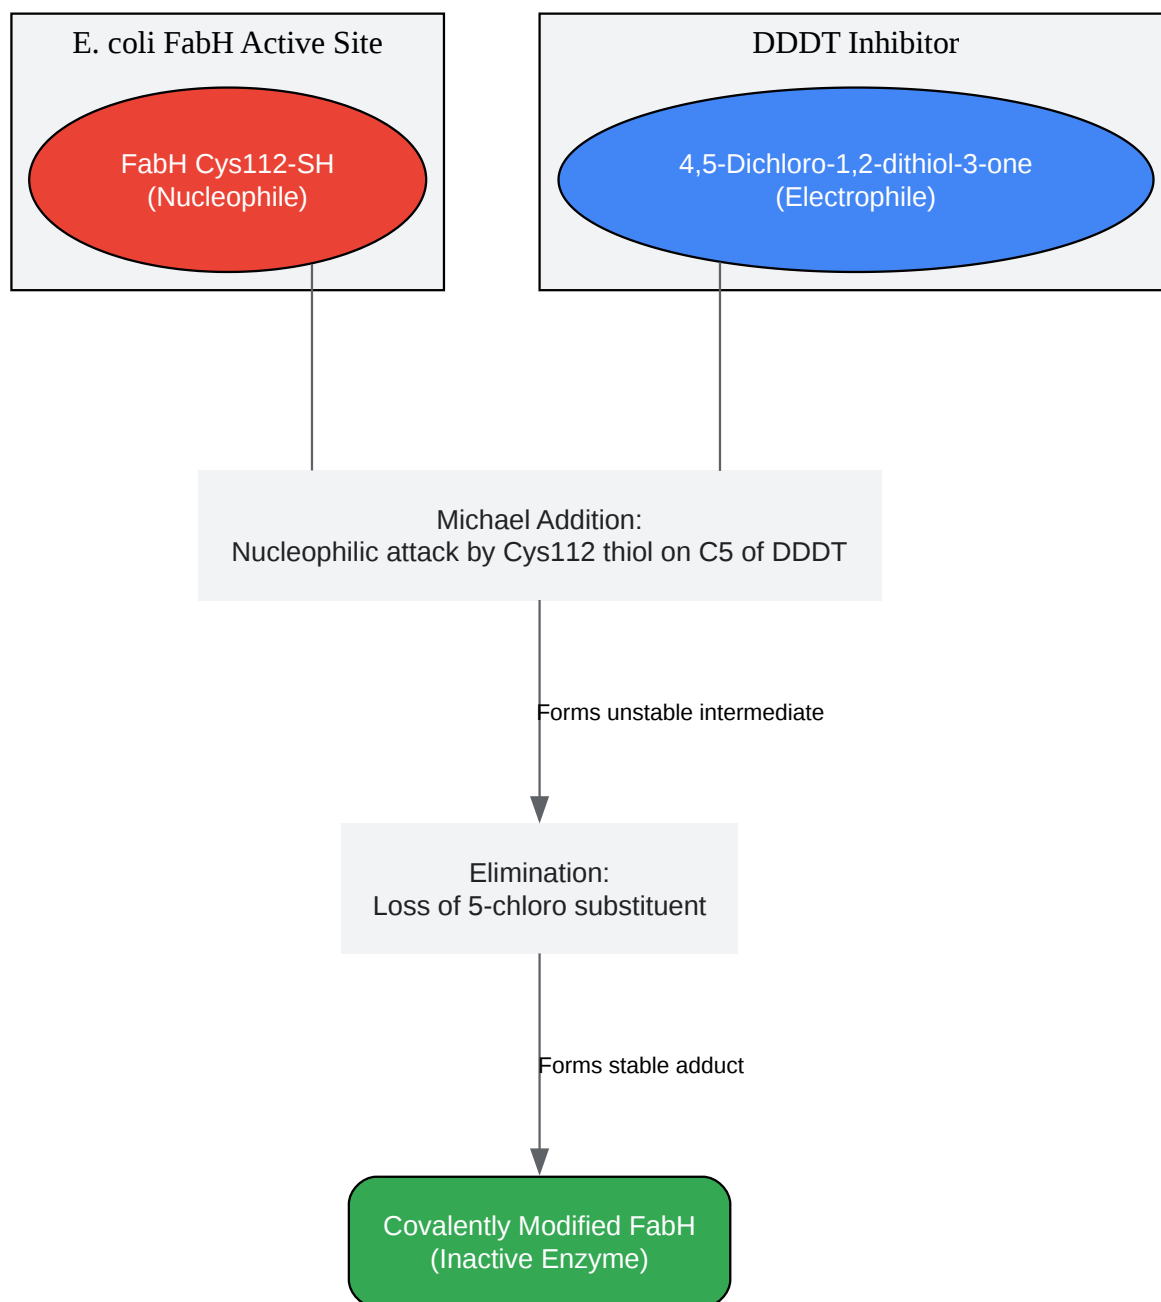 E. coli FabH Active Site
DDDT Inhibitor
FabH Cys112-SH
(Nucleophile)
4,5-Dichloro-1,2-dithiol-3-one
(Electrophile)
Michael Addition:
Nucleophilic attack by Cys112 thiol on C5 of DDDT
Forms unstable intermediate
Elimination:
Loss of 5-chloro substituent
Forms stable adduct
Covalently Modified FabH
(Inactive Enzyme)